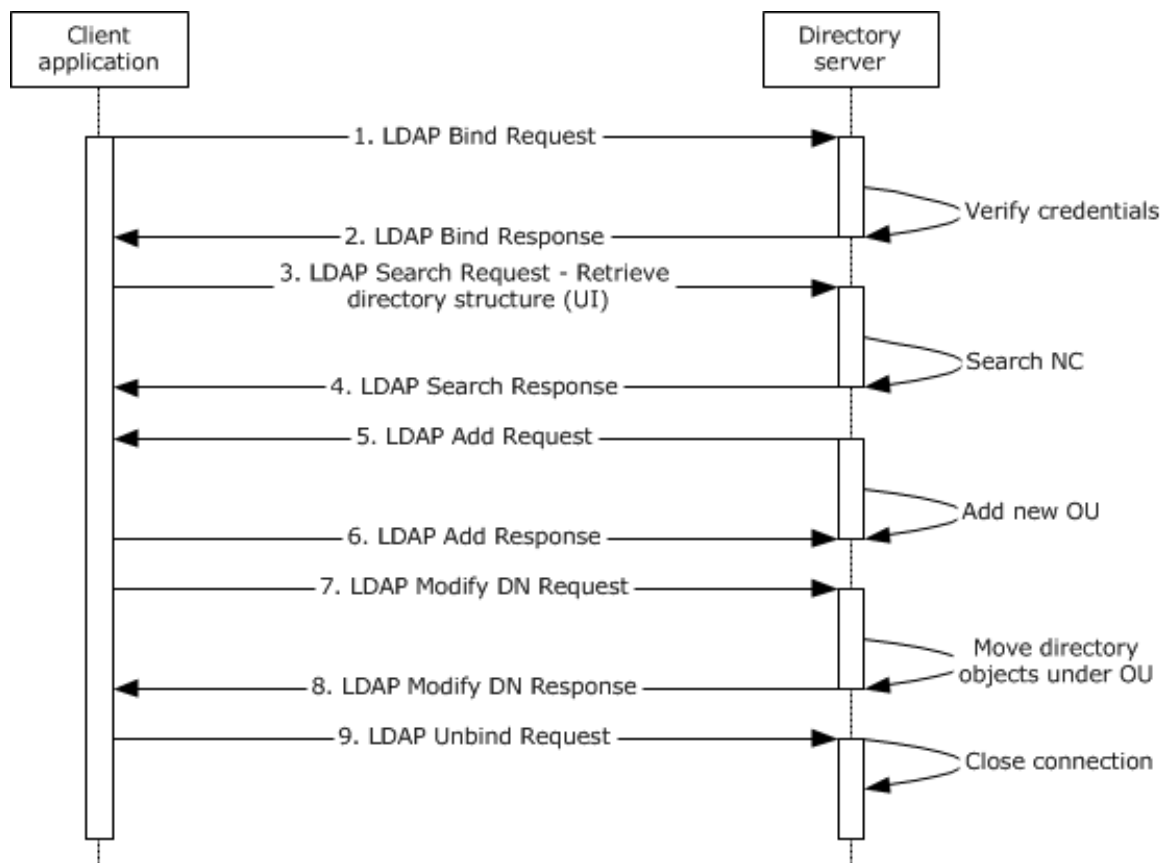 Client
application
Directory
server
1. LDAP Bind Request
Verify credentials
2. LDAP Bind Response
3. LDAP Search Request - Retrieve
directory structure (UI)
Search NC
4. LDAP Search Response
5. LDAP Add Request
Add new OU
6. LDAP Add Response
7. LDAP Modify DN Request
Move directory
objects under OU
8. LDAP Modify DN Response
9. LDAP Unbind Request
Close connection